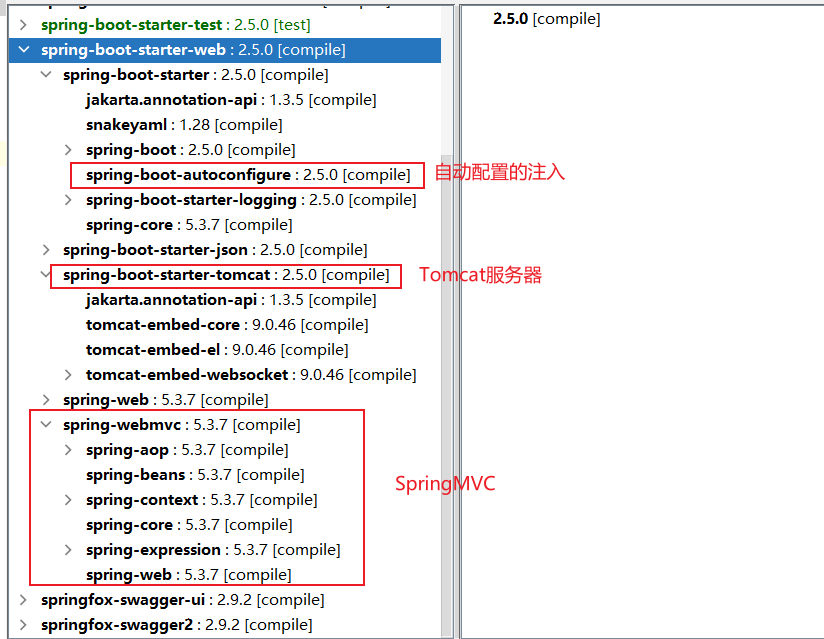 spring-boot-starter-test : 2.5.0 [test]
2.5.0 [compile]
spring-boot-starter-web : 2.5.0 [compile]
spring-boot-starter : 2.5.0 [compile]
jakarta.annotation-api : 1.3.5 [compile]
snakeyaml : 1.28 [compile]
spring-boot : 2.5.0 [compile]
spring-boot-autoconfigure : 2.5.0 [compile]
自动配置的注入
spring-boot-starter-logging : 2.5.0 [compile]
spring-core : 5.3.7 [compile]
spring-boot-starter-json : 2.5.0 [compile]
spring-boot-starter-tomcat : 2.5.0 [compile]
Tomcat服务器
jakarta.annotation-api : 1.3.5 [compile]
tomcat-embed-core : 9.0.46 [compile]
tomcat-embed-el : 9.0.46 [compile]
tomcat-embed-websocket : 9.0.46 [compile]
spring-web : 5.3.7 [compile]
spring-webmvc : 5.3.7 [compile]
spring-aop : 5.3.7 [compile]
spring-beans : 5.3.7 [compile]
SpringMVC
spring-context : 5.3.7 [compile]
spring-core : 5.3.7 [compile]
spring-expression : 5.3.7 [compile]
spring-web : 5.3.7 [compile]
springfox-swagger-ui : 2.9.2 [compile]
springfox-swagger2 : 2.9.2 [compile]